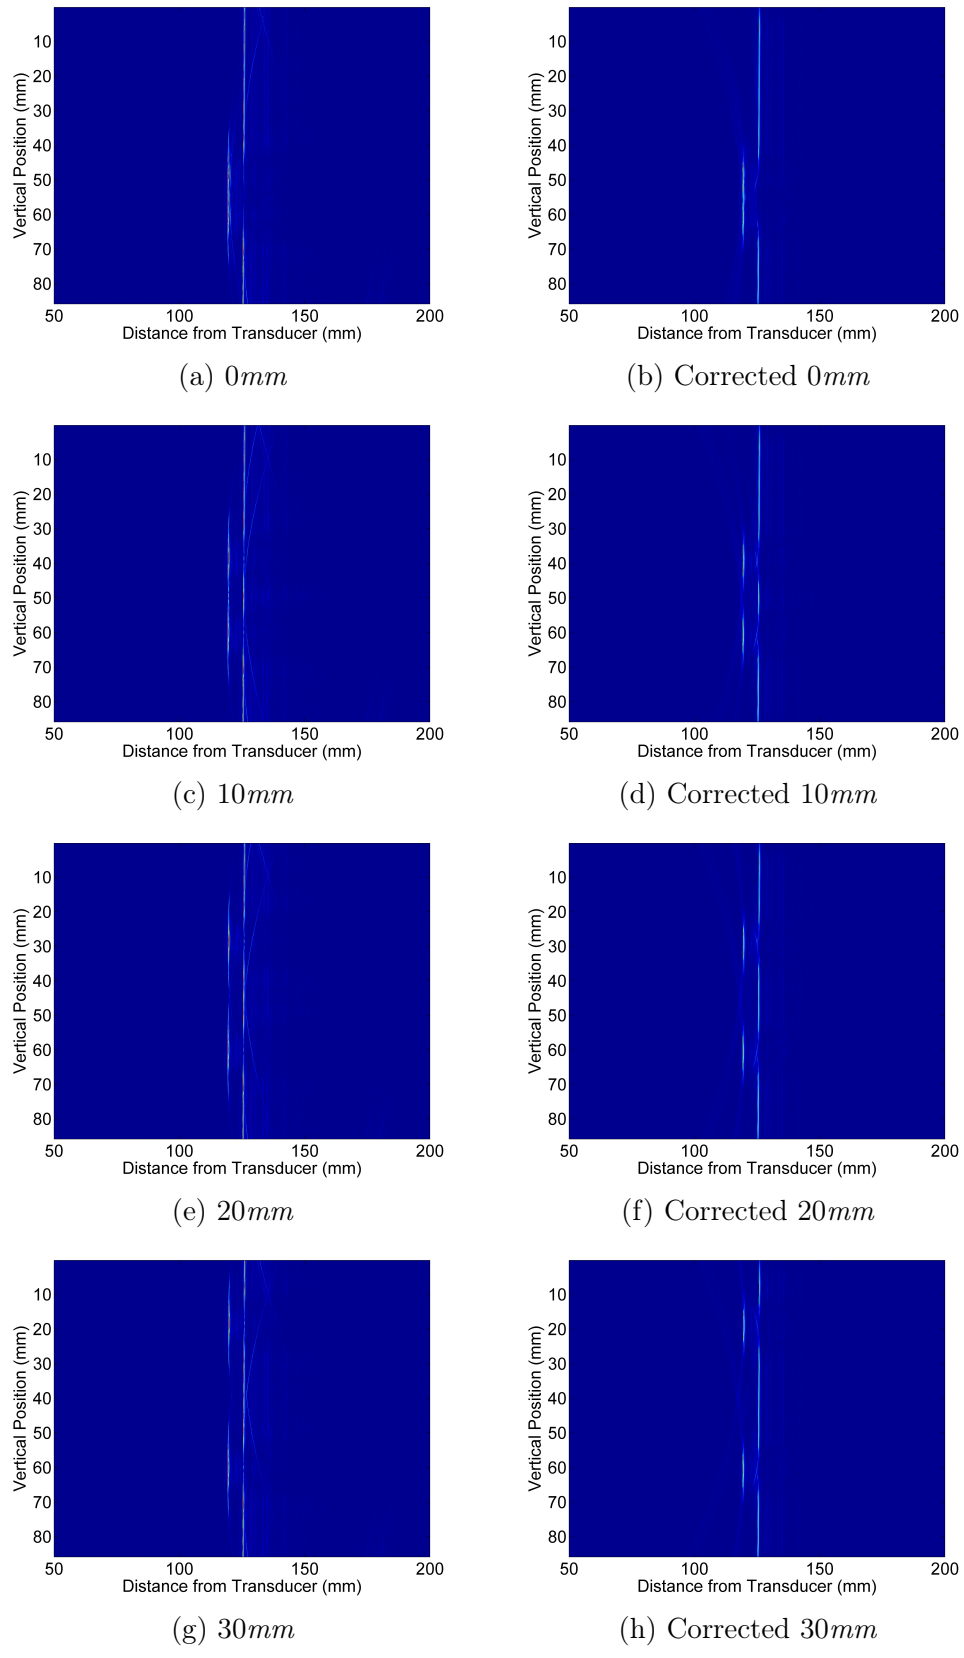 10
20
30
40
50
60
70
80
Vertical Position (mm)
50 100 150 200
Distance from Transducer (mm)
(a) 0mm
10
20
30
40
50
60
70
80
Vertical Position (mm)
50 100 150 200
Distance from Transducer (mm)
(b) Corrected 0mm
10
20
30
40
50
60
70
80
Vertical Position (mm)
50 100 150 200
Distance from Transducer (mm)
(c) 10mm
10
20
30
40
50
60
70
80
Vertical Position (mm)
50 100 150 200
Distance from Transducer (mm)
(d) Corrected 10mm
10
20
30
40
50
60
70
80
Vertical Position (mm)
50 100 150 200
Distance from Transducer (mm)
(e) 20mm
10
20
30
40
50
60
70
80
Vertical Position (mm)
50 100 150 200
Distance from Transducer (mm)
(f) Corrected 20mm
10
20
30
40
50
60
70
80
Vertical Position (mm)
50 100 150 200
Distance from Transducer (mm)
(g) 30mm
10
20
30
40
50
60
70
80
Vertical Position (mm)
50 100 150 200
Distance from Transducer (mm)
(h) Corrected 30mm